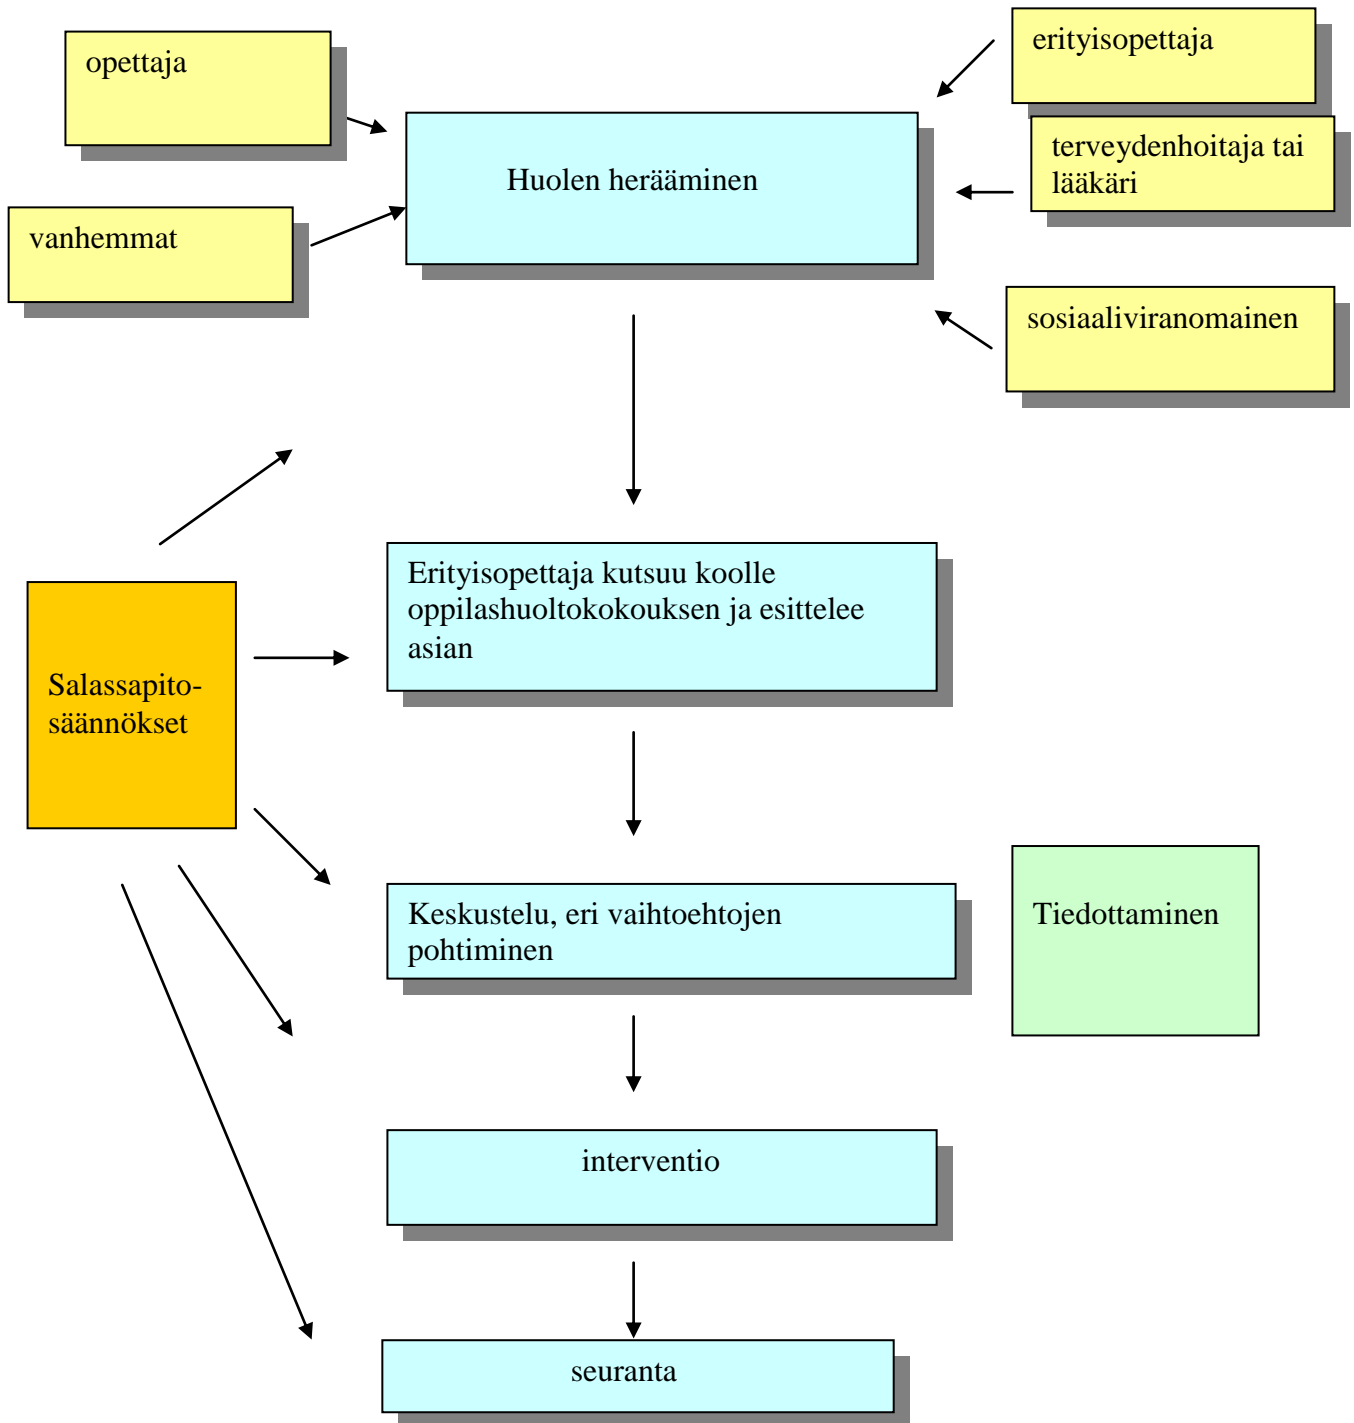 opettaja
erityisopettaja
terveydenhoitaja tai
lääkäri
Huolen herääminen
vanhemmat
sosiaaliviranomainen
Erityisopettaja kutsuu koolle
oppilashuoltokokouksen ja esittelee
asian
Salassapito-
säännökset
Keskustelu, eri vaihtoehtojen
pohtiminen
Tiedottaminen
interventio
seuranta